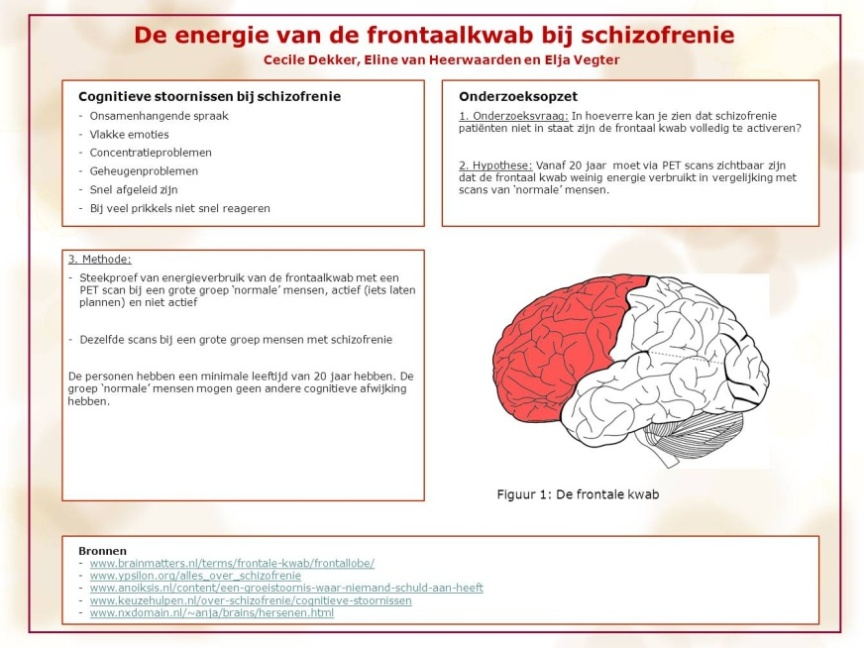 De energie van de frontaalkwab bij schizofrenie
Cecile Dekker, Eline van Heerwaarden en Elja Vegter
Cognitieve stoornissen bij schizofrenie
- Onsamenhangende spraak
- Vlakke emoties
- Concentratieproblemen
- Geheugenproblemen
- Snel afgeleid zijn
- Bij veel prikkels niet snel reageren
Onderzoeksopzet
1. Onderzoeksvraag: In hoeverre kan je zien dat schizofrenie
patiënten niet in staat zijn de frontaal kwab volledig te activeren?
2. Hypothese: Vanaf 20 jaar moet via PET scans zichtbaar zijn
dat de frontaal kwab weinig energie verbruikt in vergelijking met
scans van ‘normale’ mensen.
3. Methode:
- Steekproef van energieverbruik van de frontaalkwab met een
PET scan bij een grote groep ‘normale’ mensen, actief (iets laten
plannen) en niet actief
- Dezelfde scans bij een grote groep mensen met schizofrenie
De personen hebben een minimale leeftijd van 20 jaar hebben. De
groep ‘normale’ mensen mogen geen andere cognitieve afwijking
hebben.
Figuur 1: De frontale kwab
Bronnen
- www.brainmatters.nl/terms/frontale-kwab/frontallobe/
- www.ypsilon.org/alles_over_schizofrenie
- www.anoiksis.nl/content/een-groeistoornis-waar-niemand-schuld-aan-heeft
- www.keuzehulpen.nl/over-schizofrenie/cognitieve-stoornissen
- www.nxdomain.nl/~anja/brains/hersenen.html